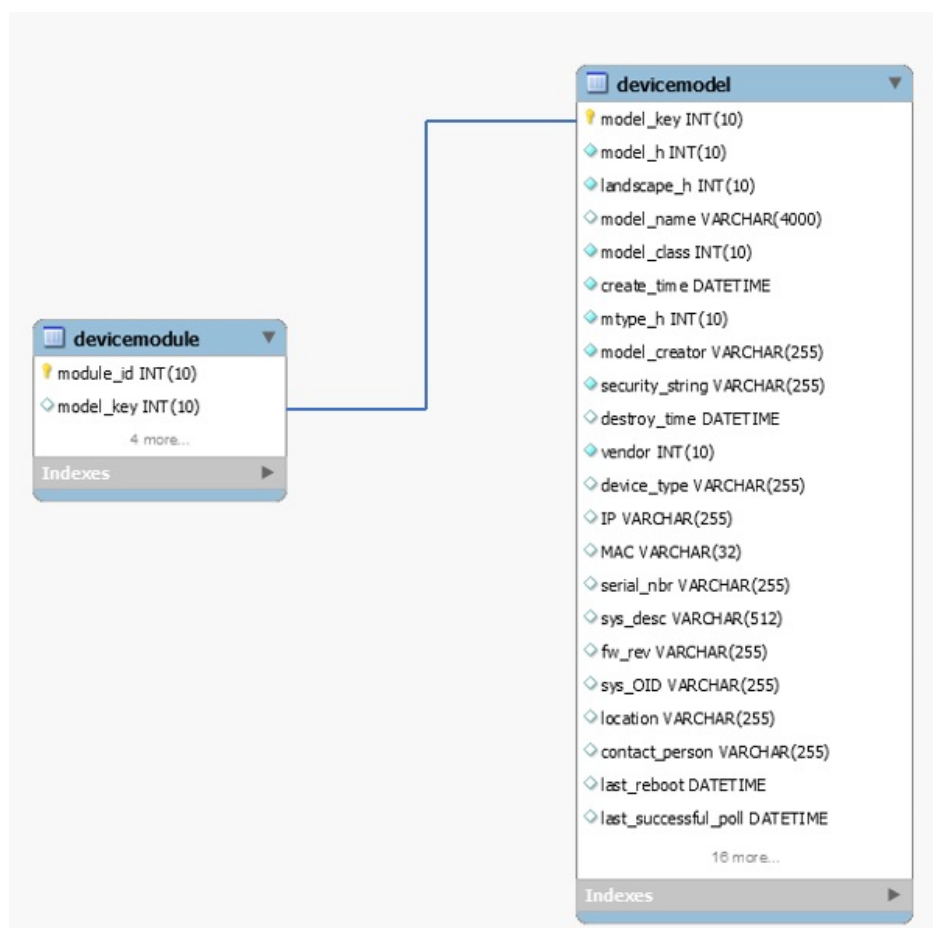 devicemodel
model_key INT(10)
model_h INT(10)
landscape_h INT(10)
model_name VARCHAR(4000)
model_class INT(10)
create_time DATETIME
mtype_h INT(10)
model_creator VARCHAR(255)
security_string VARCHAR(255)
destroy_time DATETIME
vendor INT(10)
device_type VARCHAR(255)
IP VARCHAR(255)
MAC VARCHAR(32)
serial_nbr VARCHAR(255)
sys_desc VARCHAR(512)
fw_rev VARCHAR(255)
sys_OID VARCHAR(255)
location VARCHAR(255)
contact_person VARCHAR(255)
last_reboot DATETIME
last_successful_poll DATETIME
16 more...
Indexes
devicemodule
module_id INT(10)
model_key INT(10)
4 more...
Indexes